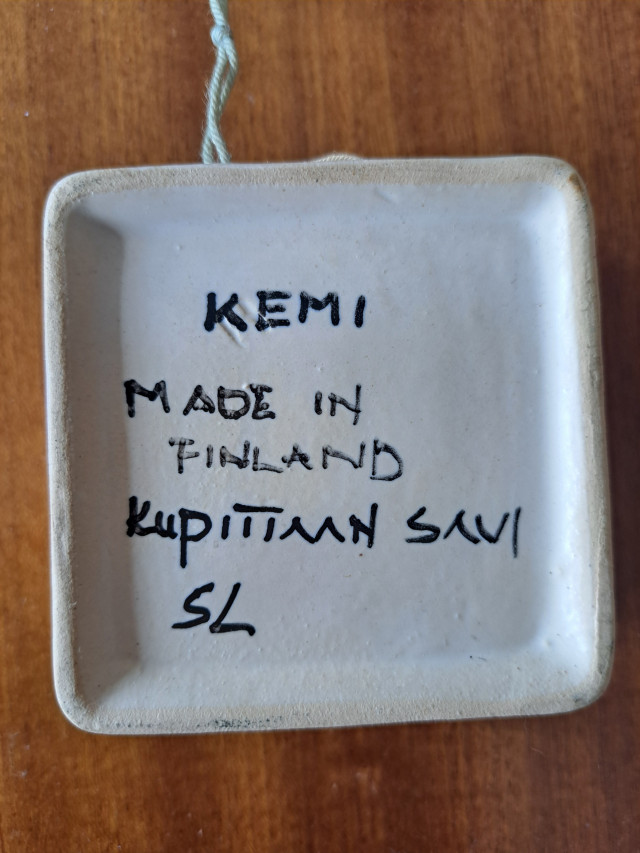 KEMI
MADE IN
FINLAND
KUPITTAAN SAVI
SL